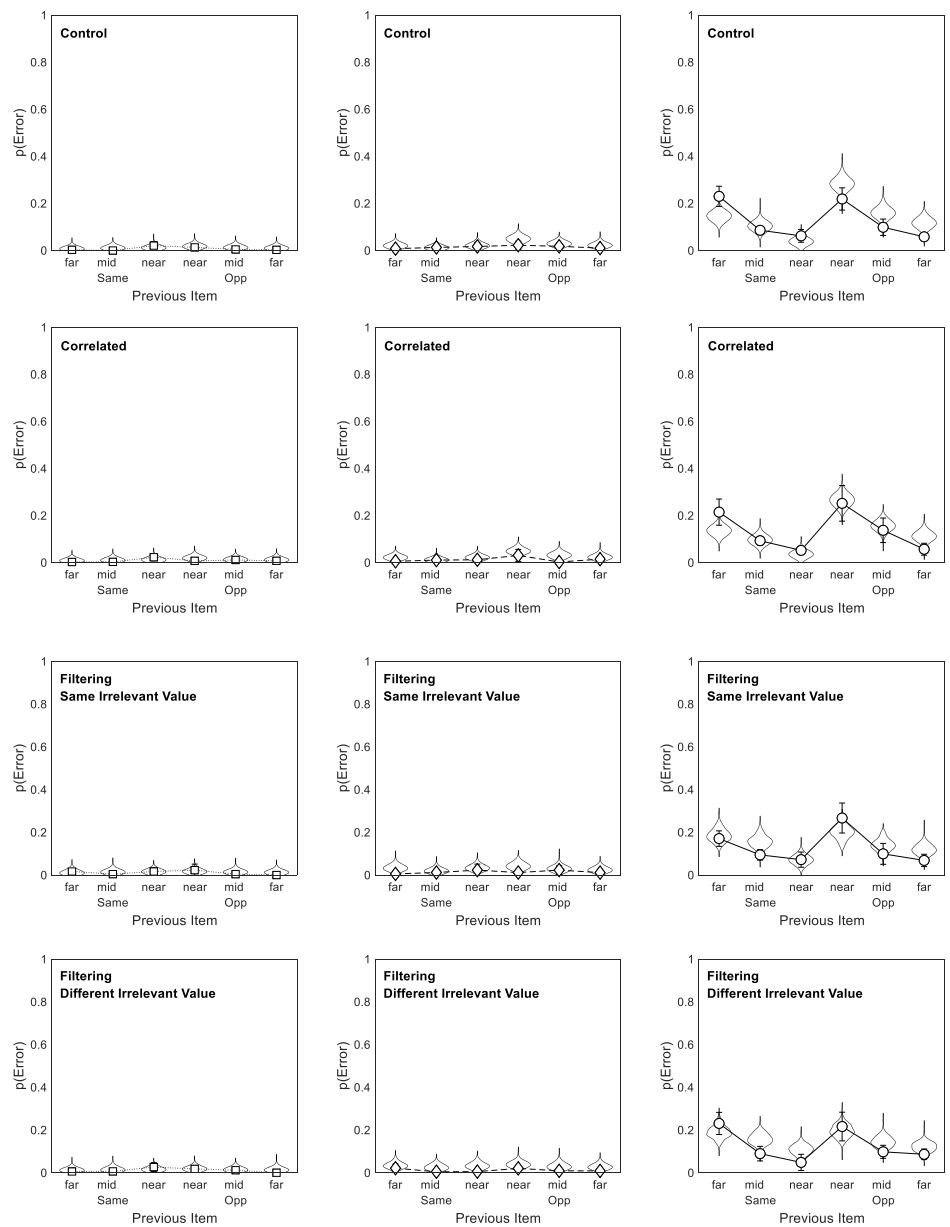 1
0.8
0.6
0.4
0.2
0
p(Error)
Control
far mid near near mid far
Same Opp
Previous Item
1
0.8
0.6
0.4
0.2
0
p(Error)
Control
far mid near near mid far
Same Opp
Previous Item
1
0.8
0.6
0.4
0.2
0
p(Error)
Control
far mid near near mid far
Same Opp
Previous Item
1
0.8
0.6
0.4
0.2
0
p(Error)
Correlated
far mid near near mid far
Same Opp
Previous Item
1
0.8
0.6
0.4
0.2
0
p(Error)
Correlated
far mid near near mid far
Same Opp
Previous Item
1
0.8
0.6
0.4
0.2
0
p(Error)
Correlated
far mid near near mid far
Same Opp
Previous Item
1
0.8
0.6
0.4
0.2
0
p(Error)
Filtering
Same Irrelevant Value
far mid near near mid far
Same Opp
Previous Item
1
0.8
0.6
0.4
0.2
0
p(Error)
Filtering
Same Irrelevant Value
far mid near near mid far
Same Opp
Previous Item
1
0.8
0.6
0.4
0.2
0
p(Error)
Filtering
Same Irrelevant Value
far mid near near mid far
Same Opp
Previous Item
1
0.8
0.6
0.4
0.2
0
p(Error)
Filtering
Different Irrelevant Value
far mid near near mid far
Same Opp
Previous Item
1
0.8
0.6
0.4
0.2
0
p(Error)
Filtering
Different Irrelevant Value
far mid near near mid far
Same Opp
Previous Item
1
0.8
0.6
0.4
0.2
0
p(Error)
Filtering
Different Irrelevant Value
far mid near near mid far
Same Opp
Previous Item